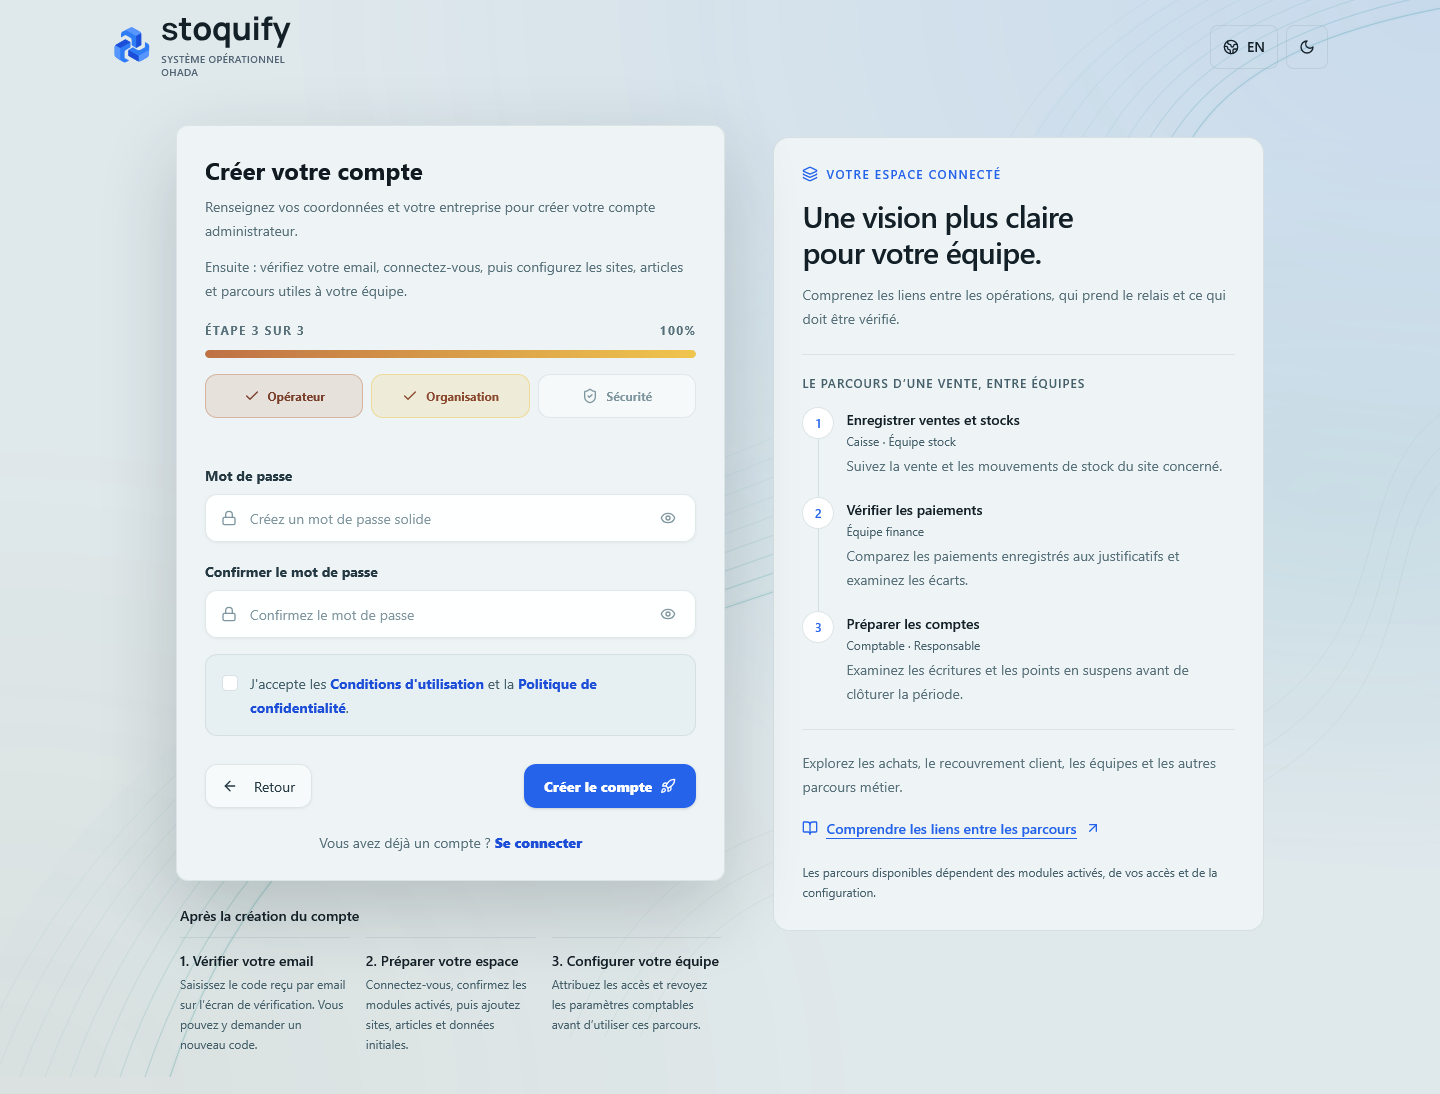 stoquify
SYSTÈME OPÉRATIONNEL
OHADA
EN
Créer votre compte
Renseignez vos coordonnées et votre entreprise pour créer votre compte
administrateur.
Ensuite : vérifiez votre email, connectez-vous, puis configurez les sites, articles
et parcours utiles à votre équipe.
ÉTAPE 3 SUR 3
100%
Opérateur
Organisation
Sécurité
Mot de passe
Créez un mot de passe solide
Confirmer le mot de passe
Confirmez le mot de passe
J'accepte les Conditions d'utilisation et la Politique de
confidentialité.
Retour
Créer le compte
Vous avez déjà un compte ? Se connecter
Après la création du compte
1. Vérifier votre email
Saisissez le code reçu par email
sur l’écran de vérification. Vous
pouvez y demander un
nouveau code.
2. Préparer votre espace
Connectez-vous, confirmez les
modules activés, puis ajoutez
sites, articles et données
initiales.
3. Configurer votre équipe
Attribuez les accès et revoyez
les paramètres comptables
avant d’utiliser ces parcours.
VOTRE ESPACE CONNECTÉ
Une vision plus claire
pour votre équipe.
Comprenez les liens entre les opérations, qui prend le relais et ce qui
doit être vérifié.
LE PARCOURS D’UNE VENTE, ENTRE ÉQUIPES
1
Enregistrer ventes et stocks
Caisse · Équipe stock
Suivez la vente et les mouvements de stock du site concerné.
2
Vérifier les paiements
Équipe finance
Comparez les paiements enregistrés aux justificatifs et
examinez les écarts.
3
Préparer les comptes
Comptable · Responsable
Examinez les écritures et les points en suspens avant de
clôturer la période.
Explorez les achats, le recouvrement client, les équipes et les autres
parcours métier.
Comprendre les liens entre les parcours
Les parcours disponibles dépendent des modules activés, de vos accès et de la
configuration.